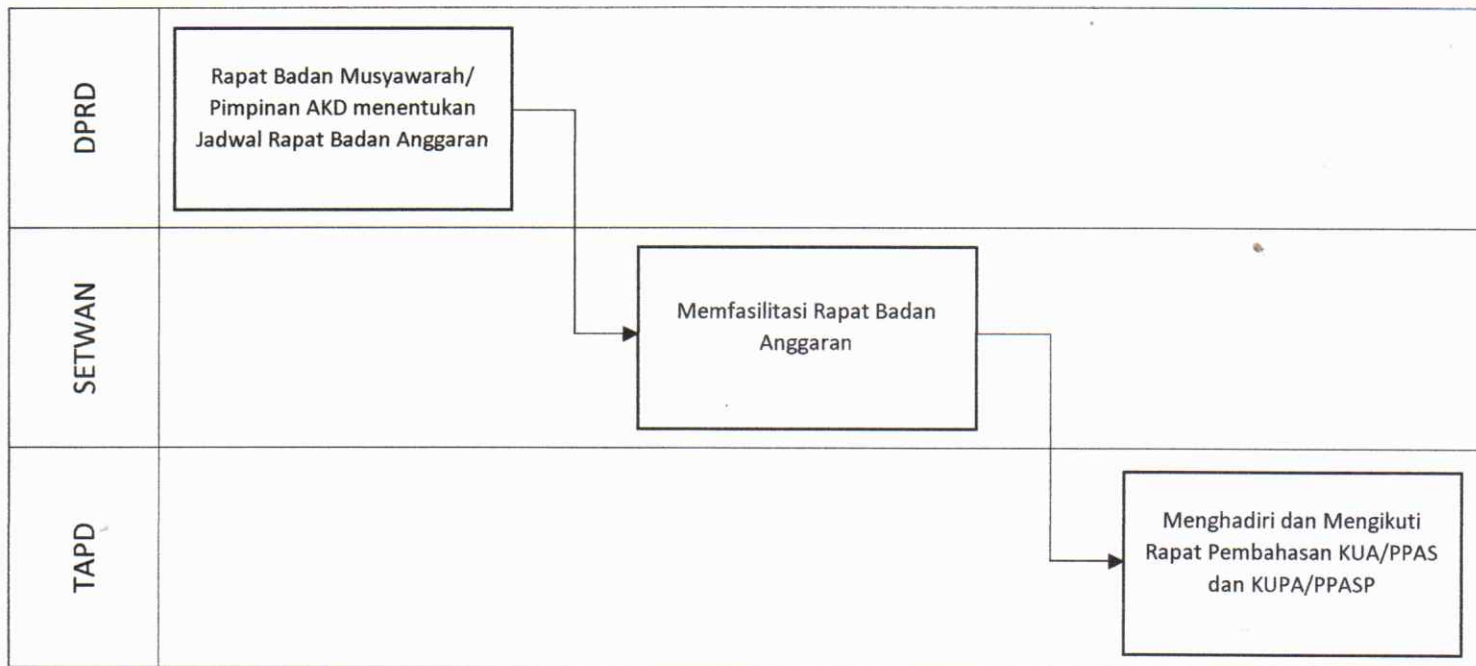 DPRD
Rapat Badan Musyawarah/
Pimpinan AKD menentukan
Jadwal Rapat Badan Anggaran
SETWAN
Memfasilitasi Rapat Badan
Anggaran
TAPD
Menghadiri dan Mengikuti
Rapat Pembahasan KUA/PPAS
dan KUPA/PPASP